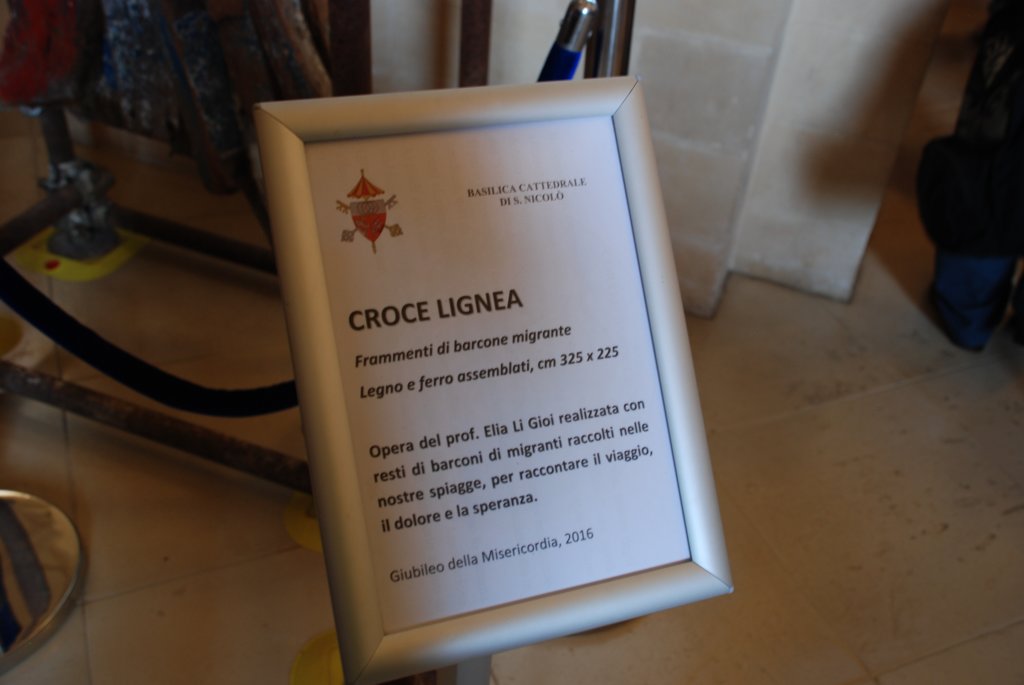 BASILICA CATTEDRALE
DI S. NICOLÒ
CROCE LIGNEA
Frammenti di barcone migrante
Legno e ferro assemblati, cm 325 x 225
Opera del prof. Elia Li Gioi realizzata con
resti di barconi di migranti raccolti nelle
nostre spiagge, per raccontare il viaggio,
il dolore e la speranza.
Giubileo della Misericordia, 2016